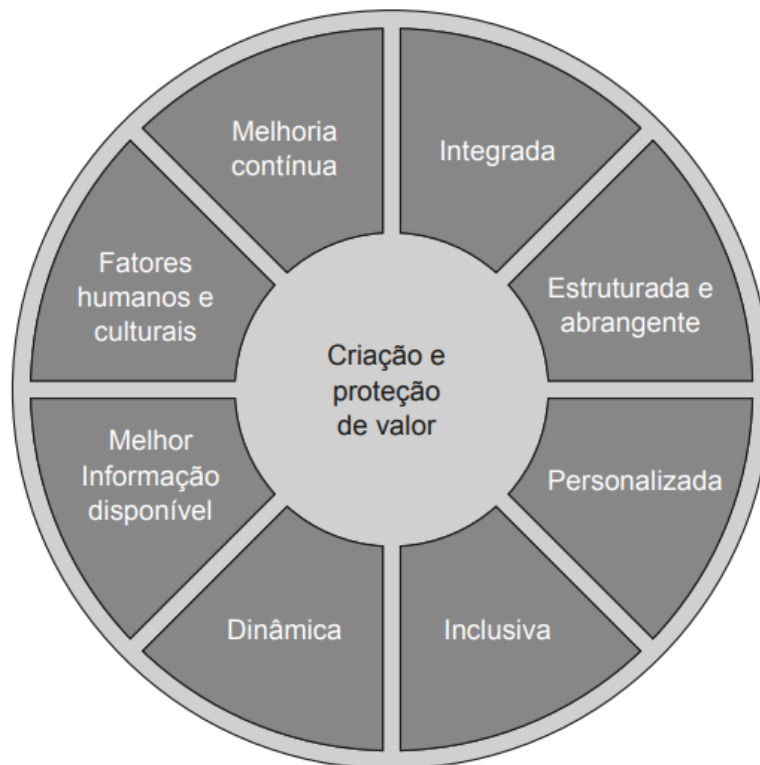 Melhoria
contínua
Integrada
Fatores
humanos e
culturais
Estruturada e
abrangente
Criação e
proteção
de valor
Melhor
Informação
disponível
Personalizada
Dinâmica
Inclusiva